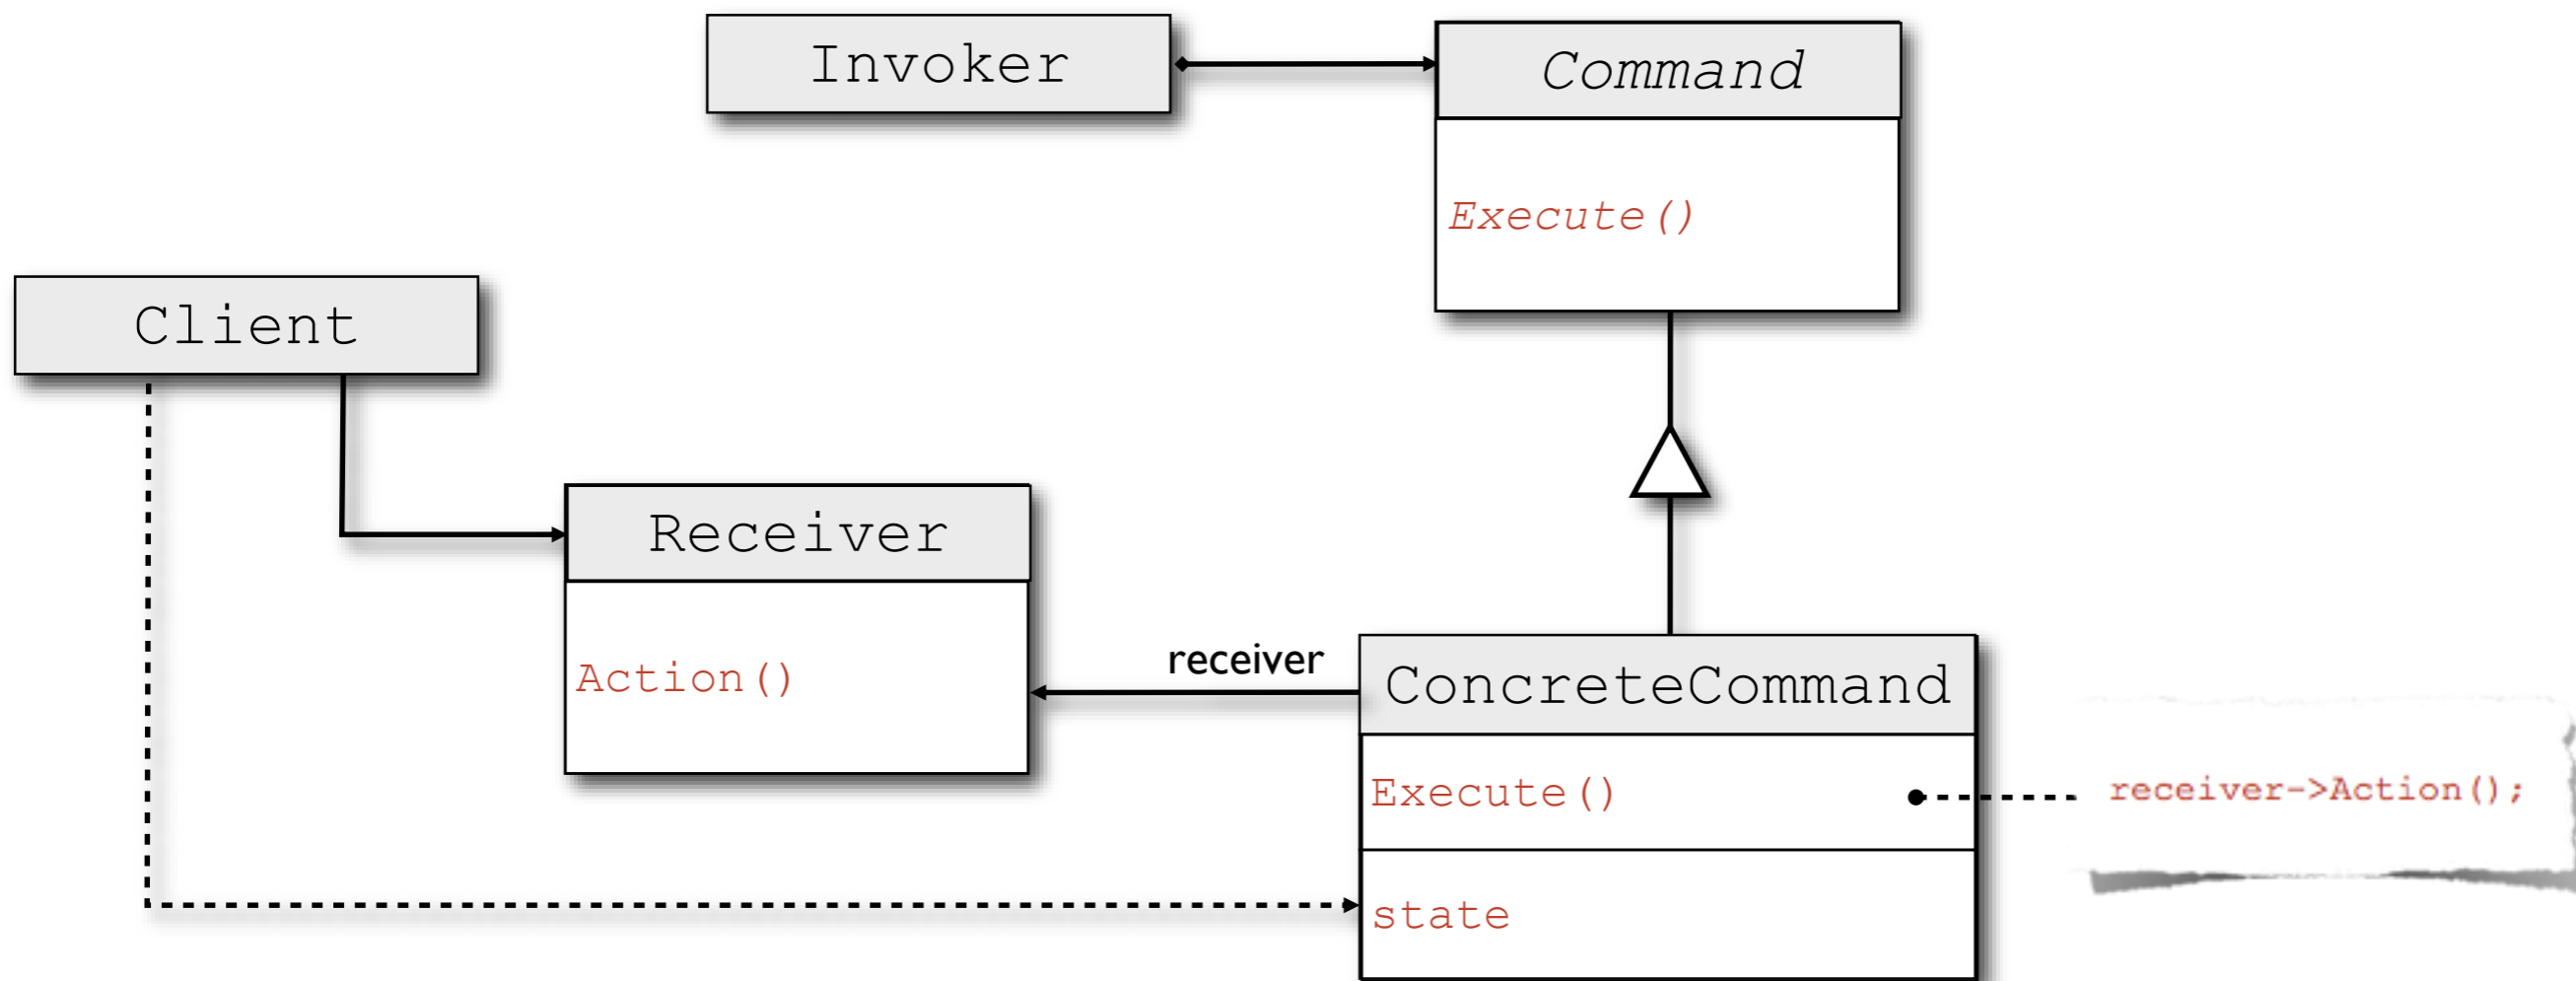 Invoker
Command
Execute()
Client
Receiver
Action()
receiver
ConcreteCommand
Execute()
receiver->Action();
state